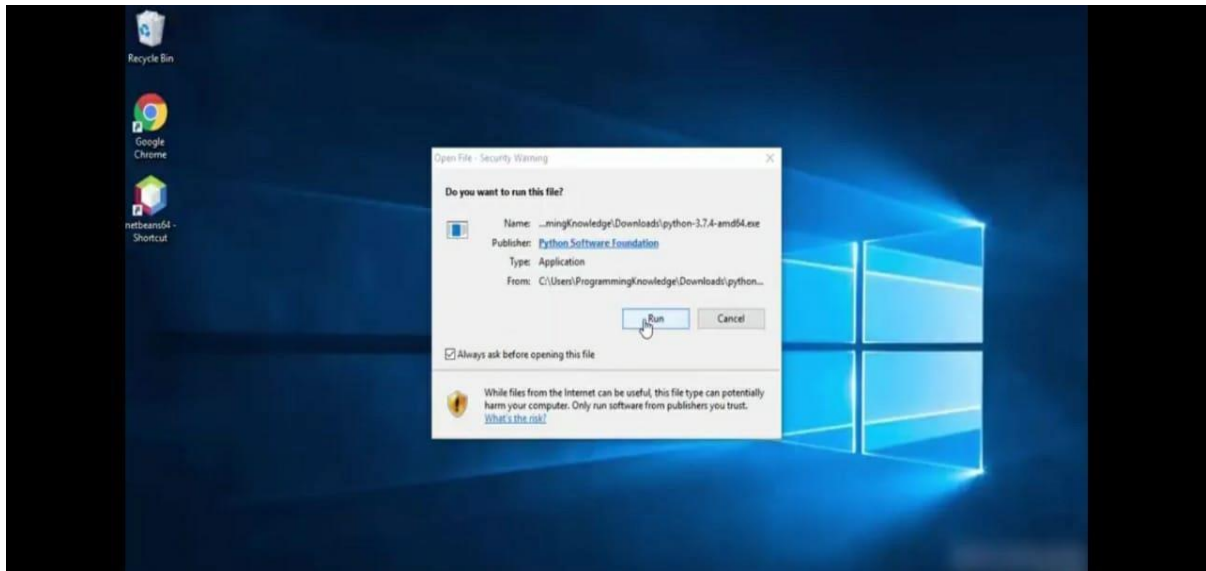 Recycle Bin
Google
Chrome
netbeans64 -
Shortcut
Open File - Security Warning
Do you want to run this file?
Name: ...mingKnowledge\Downloads\python-3.7.4-amd64.exe
Publisher: Python Software Foundation
Type: Application
From: C:\Users\ProgrammingKnowledge\Downloads\python...
Run Cancel
Always ask before opening this file
While files from the Internet can be useful, this file type can potentially
harm your computer. Only run software from publishers you trust.
What's the risk?